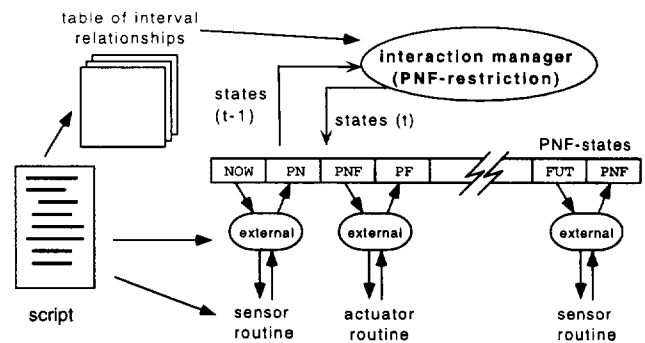 table of interval
relationships
interaction manager
(PNF-restriction)
states
(t-1)
states (t)
PNF-states
NOW PN PNF PF FUT PNF
external external external
script
sensor
routine
actuator
routine
sensor
routine